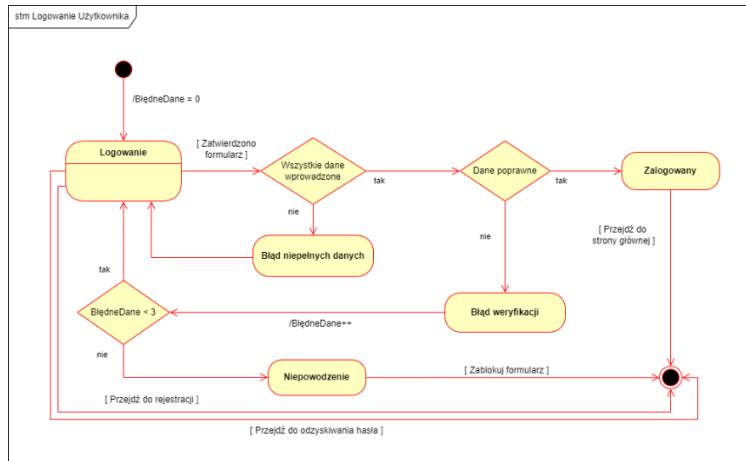 stm Logowanie Użytkownika
/BłędneDane = 0
Logowanie
[ Zatwierdzono
formularz ]
Wszystkie dane
wprowadzone
tak
Dane poprawne
tak
Zalogowany
nie
Błąd niepełnych danych
nie
[ Przejdź do
strony głównej ]
tak
BłędneDane < 3
/BłędneDane++
Błąd weryfikacji
nie
Niepowodzenie
[ Zablokuj formularz ]
[ Przejdź do rejestracji ]
[ Przejdź do odzyskiwania hasła ]